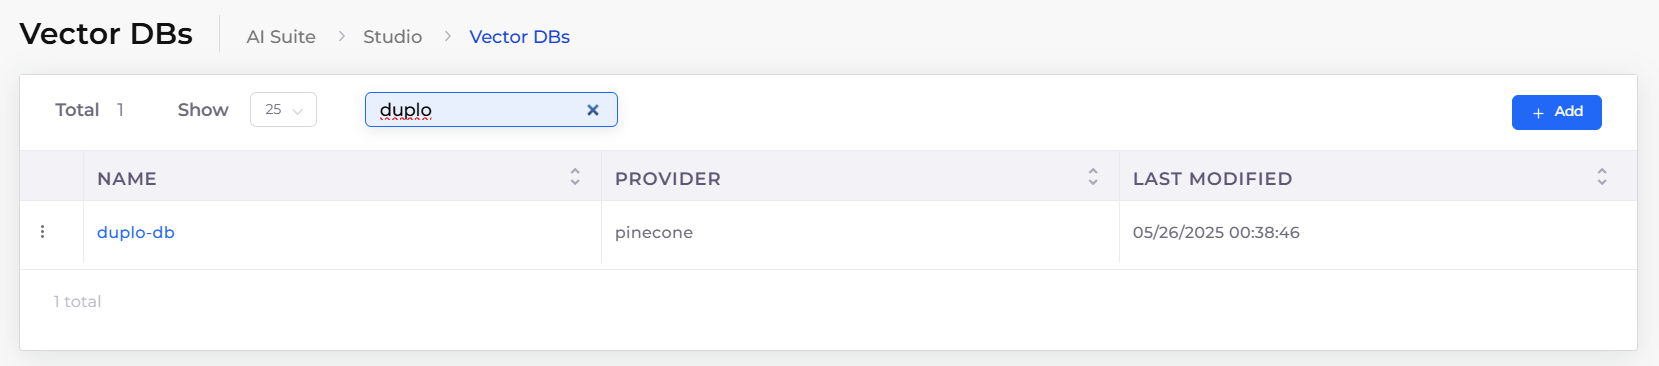 Vector DBs
AI Suite > Studio > Vector DBs
Total 1 Show 25 duplo + Add
NAME PROVIDER LAST MODIFIED
duplo-db pinecone 05/26/2025 00:38:46
1 total